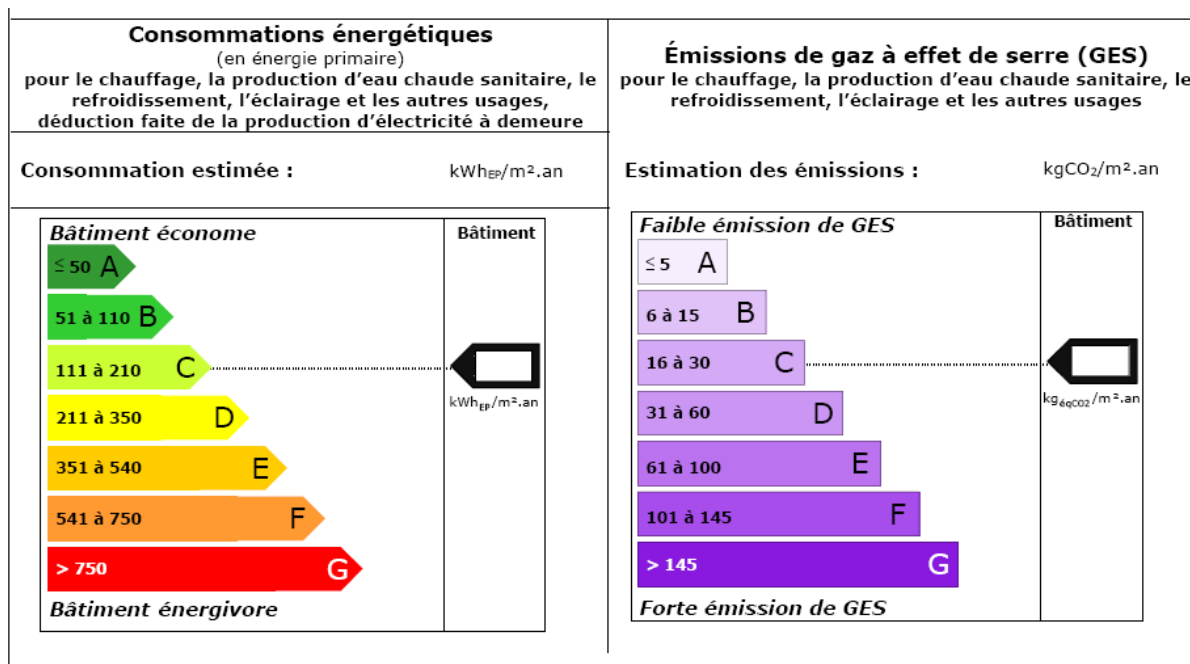 Consommations énergétiques
(en énergie primaire)
pour le chauffage, la production d'eau chaude sanitaire, le
refroidissement, l'éclairage et les autres usages,
déduction faite de la production d'électricité à demeure
Consommation estimée : kWhEP/m².an
Bâtiment économe
Bâtiment
≤ 50 A
51 à 110 B
111 à 210 C
211 à 350 D
351 à 540 E
541 à 750 F
> 750 G
kWhEP/m².an
Bâtiment énergivore
Émissions de gaz à effet de serre (GES)
pour le chauffage, la production d'eau chaude sanitaire, le
refroidissement, l'éclairage et les autres usages
Estimation des émissions : kgCO₂/m².an
Faible émission de GES
Bâtiment
≤ 5 A
6 à 15 B
16 à 30 C
31 à 60 D
61 à 100 E
101 à 145 F
> 145 G
kgéqCO2/m².an
Forte émission de GES